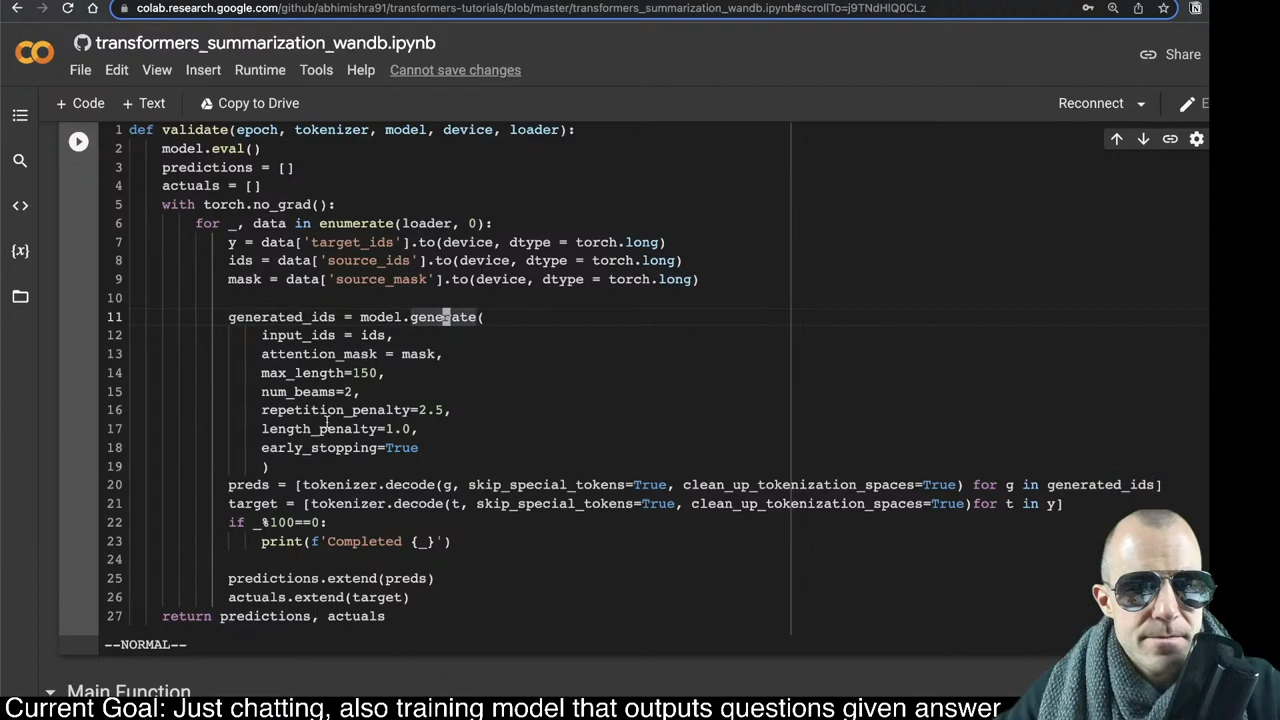 colab.research.google.com/github/abhimishra91/transformers-tutorials/blob/master/transformers_summarization_wandb.ipynb#scrollTo=j9TNdHlQ0CLz
transformers_summarization_wandb.ipynb
Share
File Edit View Insert Runtime Tools Help Cannot save changes
+ Code + Text Copy to Drive Reconnect E
1 def validate(epoch, tokenizer, model, device, loader):
2 model.eval()
3 predictions = []
4 actuals = []
5 with torch.no_grad():
6 for _, data in enumerate(loader, 0):
7 y = data['target_ids'].to(device, dtype = torch.long)
8 ids = data['source_ids'].to(device, dtype = torch.long)
9 mask = data['source_mask'].to(device, dtype = torch.long)
10
11 generated_ids = model.generate(
12 input_ids = ids,
13 attention_mask = mask,
14 max_length=150,
15 num_beams=2,
16 repetition_penalty=2.5,
17 length_penalty=1.0,
18 early_stopping=True
19 )
20 preds = [tokenizer.decode(g, skip_special_tokens=True, clean_up_tokenization_spaces=True) for g in generated_ids]
21 target = [tokenizer.decode(t, skip_special_tokens=True, clean_up_tokenization_spaces=True)for t in y]
22 if _%100==0:
23 print(f'Completed {_}')
24
25 predictions.extend(preds)
26 actuals.extend(target)
27 return predictions, actuals
--NORMAL--
Main Function
Current Goal: Just chatting, also training model that outputs questions given answer